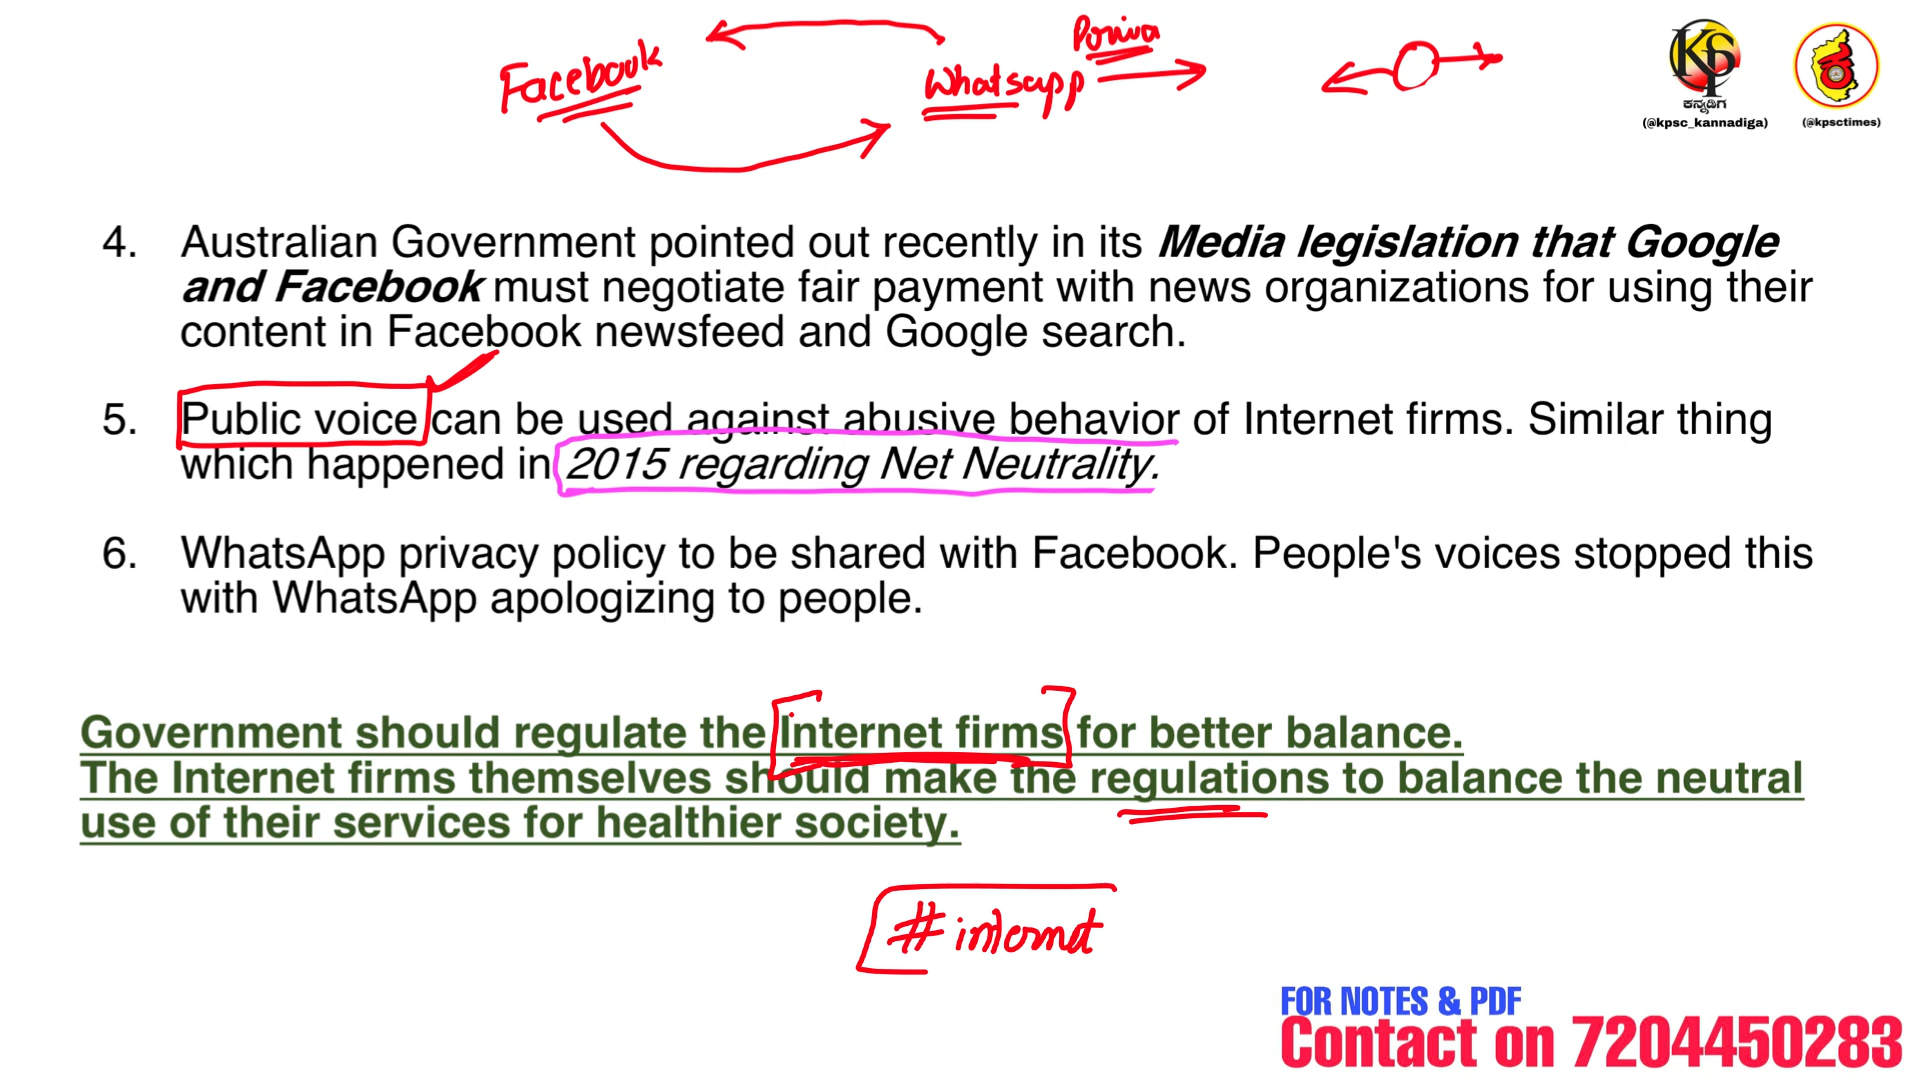 Facebook
Whatsapp
KPSC
ಕನ್ನಡಿಗ
(@kpsc_kannadiga)
(@kpsctimes)
4. Australian Government pointed out recently in its Media legislation that Google
and Facebook must negotiate fair payment with news organizations for using their
content in Facebook newsfeed and Google search.
5. Public voice can be used against abusive behavior of Internet firms. Similar thing
which happened in 2015 regarding Net Neutrality.
6. WhatsApp privacy policy to be shared with Facebook. People's voices stopped this
with WhatsApp apologizing to people.
Government should regulate the Internet firms for better balance.
The Internet firms themselves should make the regulations to balance the neutral
use of their services for healthier society.
#internet
FOR NOTES & PDF
Contact on 7204450283